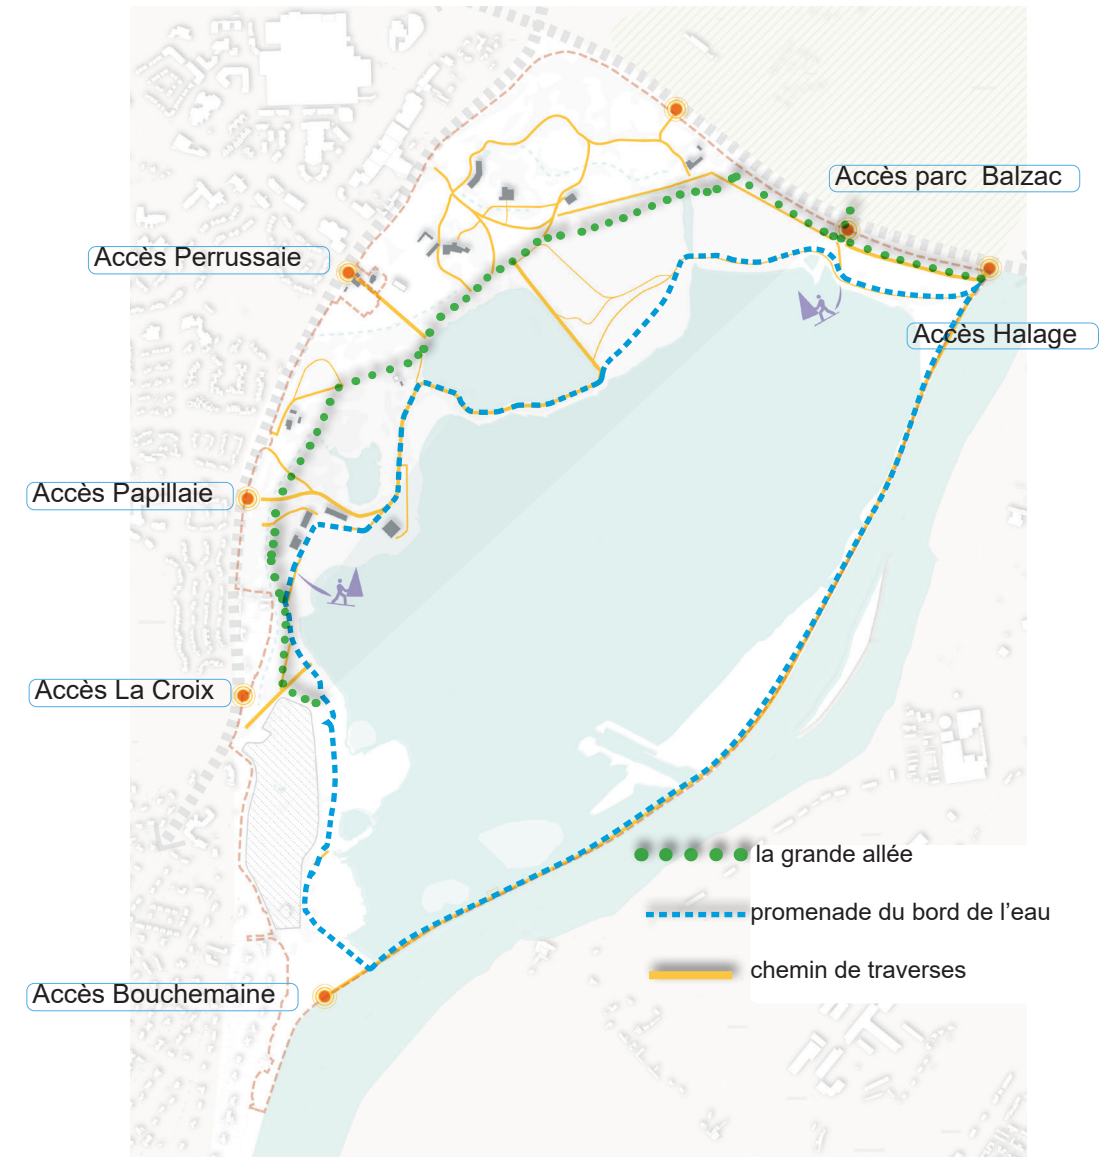 Accès parc  Balzac
Accès Perrussaie
Accès Halage
Accès Papillaie
Accès La Croix
la grande allée
promenade du bord de l’eau
chemin de traverses
Accès Bouchemaine